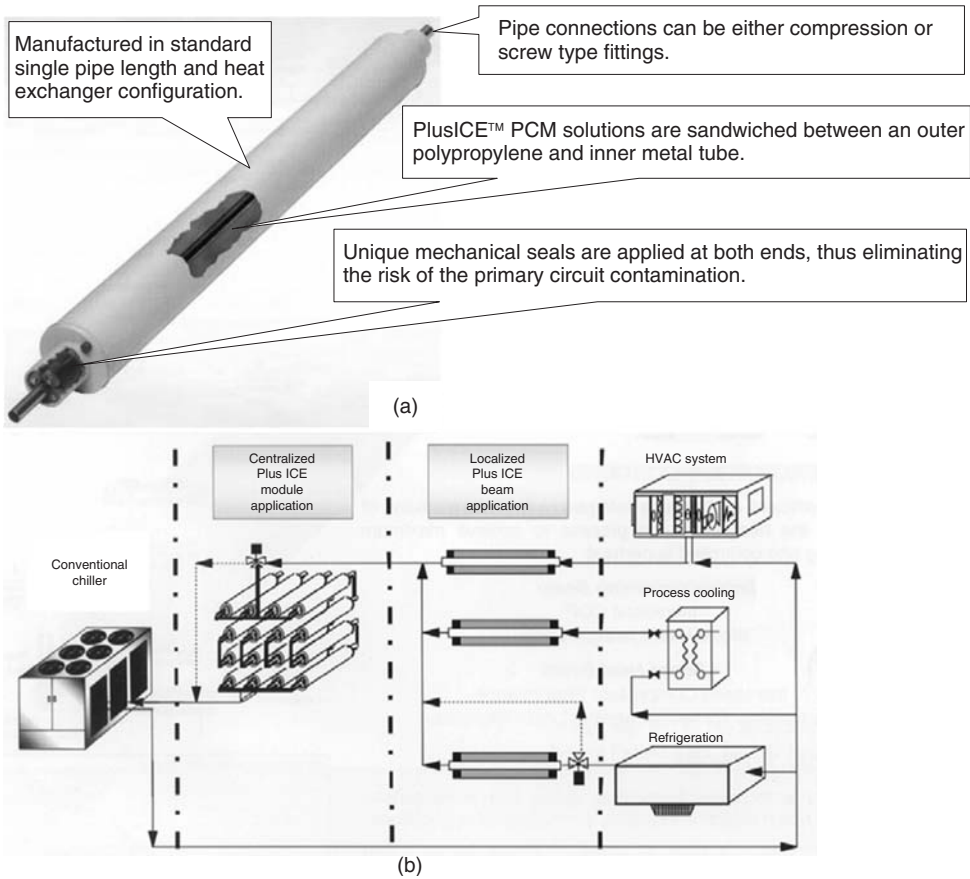 Manufactured in standard
single pipe length and heat
exchanger configuration.
Pipe connections can be either compression or
screw type fittings.
PlusICE™ PCM solutions are sandwiched between an outer
polypropylene and inner metal tube.
Unique mechanical seals are applied at both ends, thus eliminating
the risk of the primary circuit contamination.
(a)
Conventional
chiller
Centralized
Plus ICE
module
application
Localized
Plus ICE
beam
application
HVAC system
Process cooling
Refrigeration
(b)